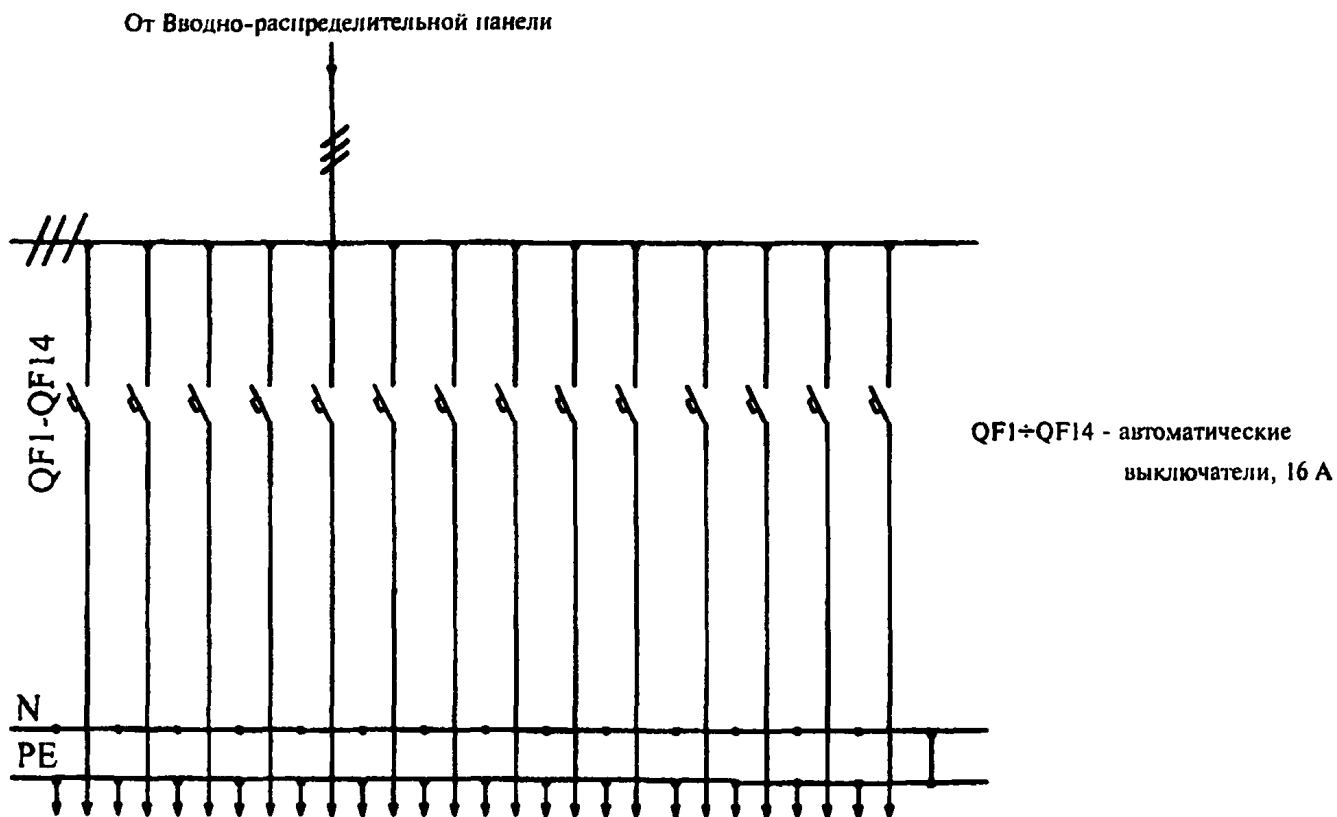 От Вводно-распределительной панели
QF1-QF14
QF1÷QF14 - автоматические
выключатели, 16 А
N
PE